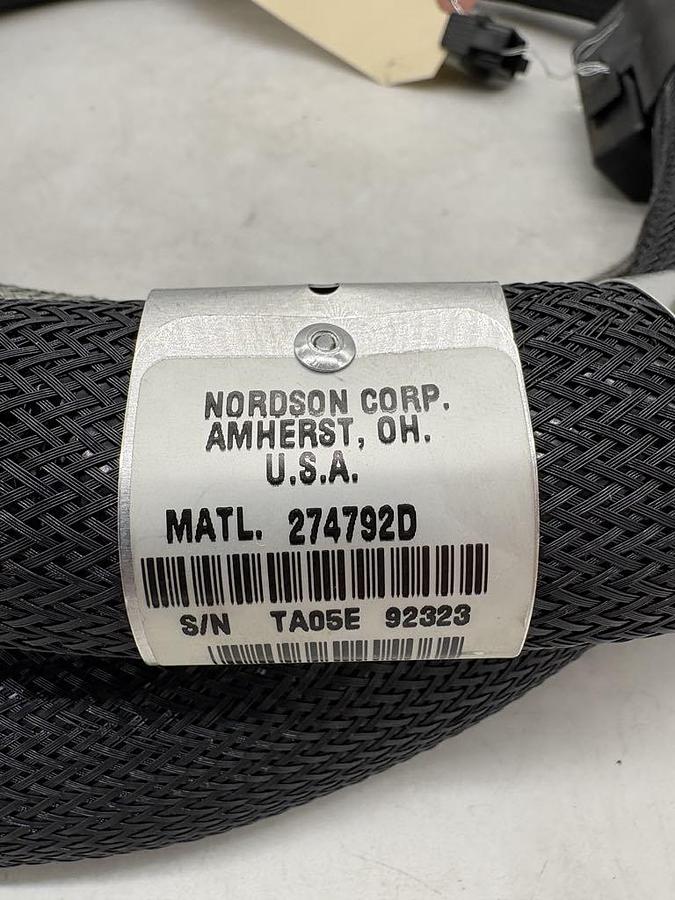 NORDSON CORP.
AMHERST, OH.
U.S.A.
MATL. 274792D
S/N TA05E 92323